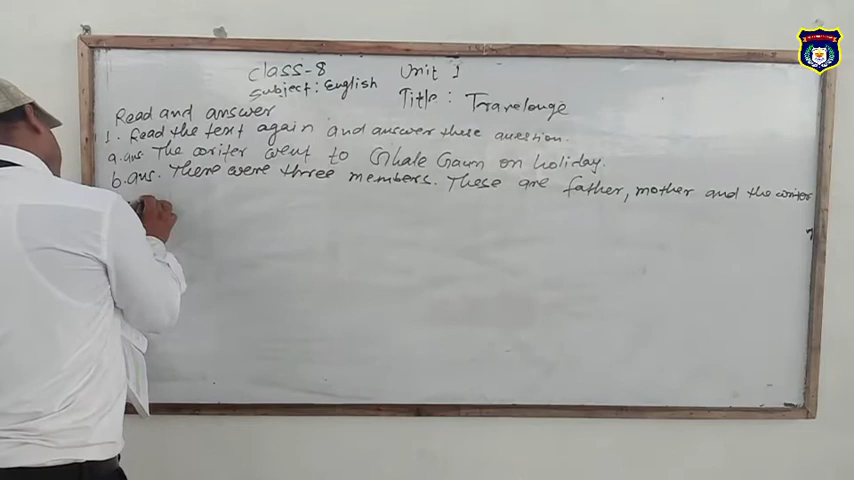 Class-8 Unit 1
Subject: English Title: Travelouge
Read and answer
1. Read the text again and answer these question.
a. ans. The writer went to Ghale Gaun on holiday.
b. ans. There were three members. These are father, mother and the writer